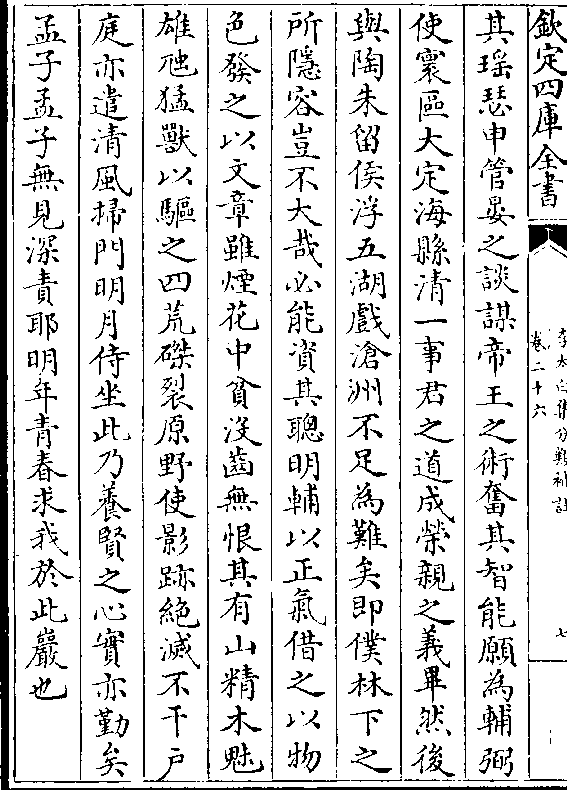 欽定四庫全書
李太白集分類補註
卷二十六
七
其瑶瑟申管晏之談謀帝王之術奮其智能願為輔弼
使寰區大定海縣清一事君之道成榮親之義畢然後
與陶朱留侯浮五湖戲滄洲不足為難矣即僕林下之
所隱容豈不大哉必能資其聰明輔以正氣借之以物
色發之以文章雖煙花中貧没齒無恨其有山精木魅
雄虺猛獸以驅之四荒磔裂原野使影跡絶滅不干户
庭亦遣清風掃門明月侍坐此乃養賢之心實亦勤矣
孟子孟子無見深責耶明年青春求我於此巖也